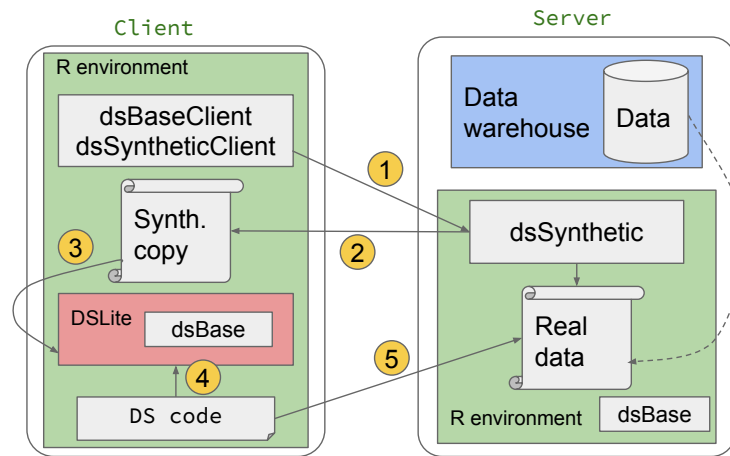 Client
R environment
dsBaseClient
dsSyntheticClient
Synth.
copy
DSLite
dsBase
DS code
1
2
3
4
5
Server
Data
warehouse
Data
dsSynthetic
Real
data
R environment
dsBase